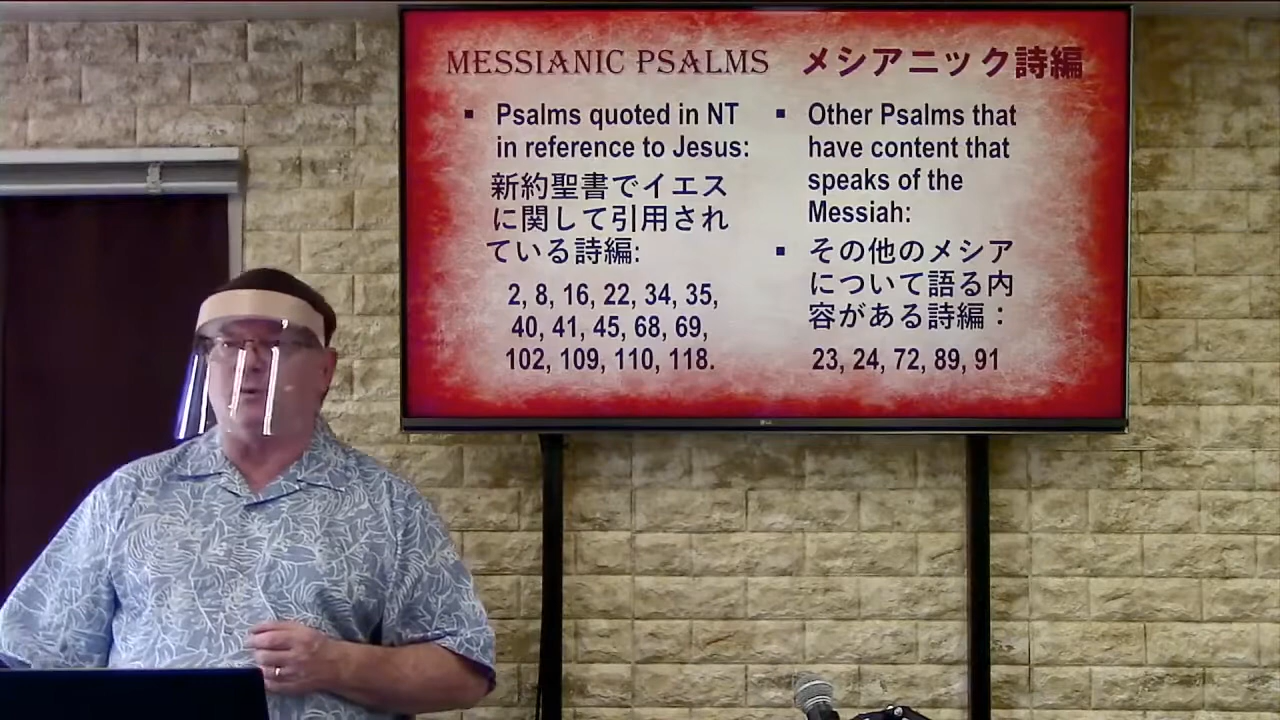 MESSIANIC PSALMS メシアニック詩編
▪ Psalms quoted in NT
in reference to Jesus:
新約聖書でイエス
に関して引用され
ている詩編:
2, 8, 16, 22, 34, 35,
40, 41, 45, 68, 69,
102, 109, 110, 118.
▪ Other Psalms that
have content that
speaks of the
Messiah:
▪ その他のメシア
について語る内
容がある詩編：
23, 24, 72, 89, 91
LG